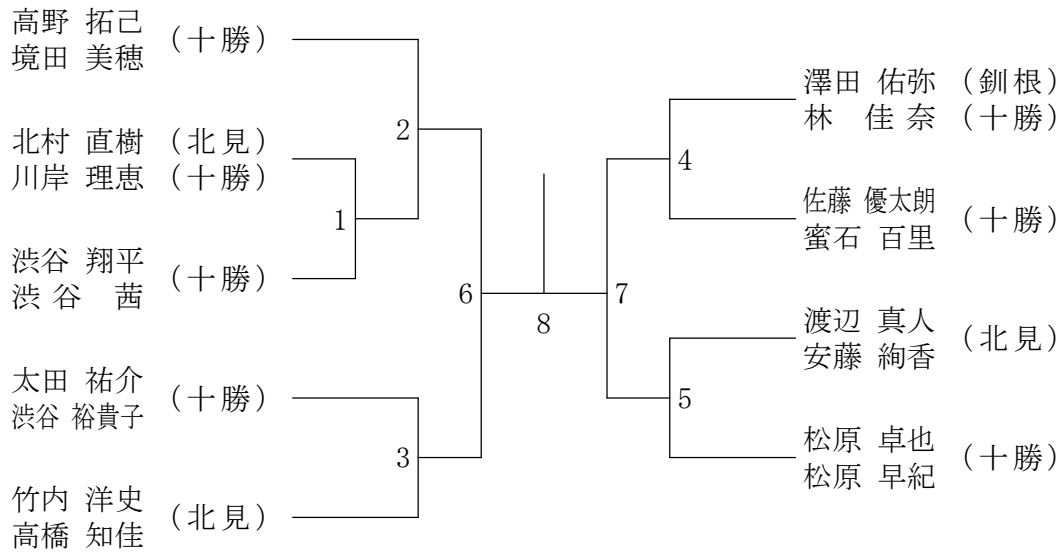 高野 拓己
境田 美穂
(十勝)
2
北村 直樹 (北見)
川岸 理恵 (十勝)
1
渋谷 翔平
渋谷 茜
(十勝)
6
太田 祐介
渋谷 裕貴子
(十勝)
3
竹内 洋史
高橋 知佳
(北見)
8
澤田 佑弥 (釧根)
林 佳奈 (十勝)
4
佐藤 優太朗
蜜石 百里
(十勝)
7
渡辺 真人
安藤 絢香
(北見)
5
松原 卓也
松原 早紀
(十勝)